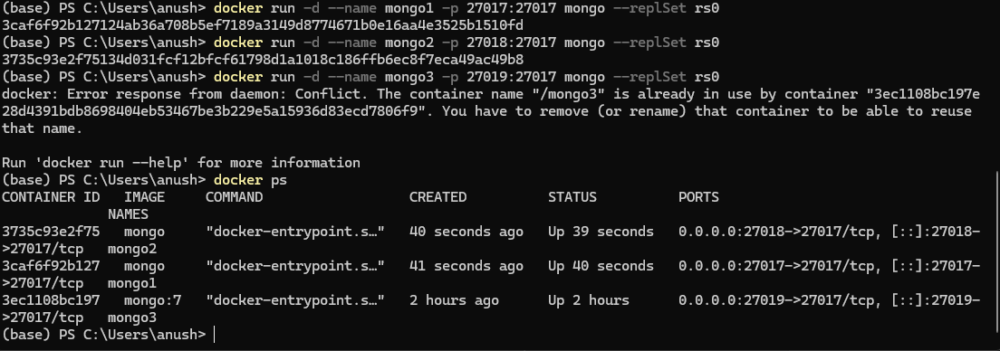 (base) PS C:\Users\anush> docker run -d --name mongo1 -p 27017:27017 mongo --replSet rs0
3caf6f92b127124ab36a708b5ef7189a3149d8774671b0e16aa4e3525b1510fd
(base) PS C:\Users\anush> docker run -d --name mongo2 -p 27018:27017 mongo --replSet rs0
3735c93e2f75134d031fcf12bfcf61798d1a1018c186ffb6ec8f7eca49ac49b8
(base) PS C:\Users\anush> docker run -d --name mongo3 -p 27019:27017 mongo --replSet rs0
docker: Error response from daemon: Conflict. The container name "/mongo3" is already in use by container "3ec1108bc197e
28d4391bdb8698404eb53467be3b229e5a15936d83ecd7806f9". You have to remove (or rename) that container to be able to reuse
that name.
Run 'docker run --help' for more information
(base) PS C:\Users\anush> docker ps
CONTAINER ID   IMAGE     COMMAND                  CREATED          STATUS          PORTS
             NAMES
3735c93e2f75   mongo     "docker-entrypoint.s…"   40 seconds ago   Up 39 seconds   0.0.0.0:27018->27017/tcp, [::]:27018-
>27017/tcp   mongo2
3caf6f92b127   mongo     "docker-entrypoint.s…"   41 seconds ago   Up 40 seconds   0.0.0.0:27017->27017/tcp, [::]:27017-
>27017/tcp   mongo1
3ec1108bc197   mongo:7   "docker-entrypoint.s…"   2 hours ago      Up 2 hours      0.0.0.0:27019->27017/tcp, [::]:27019-
>27017/tcp   mongo3
(base) PS C:\Users\anush>